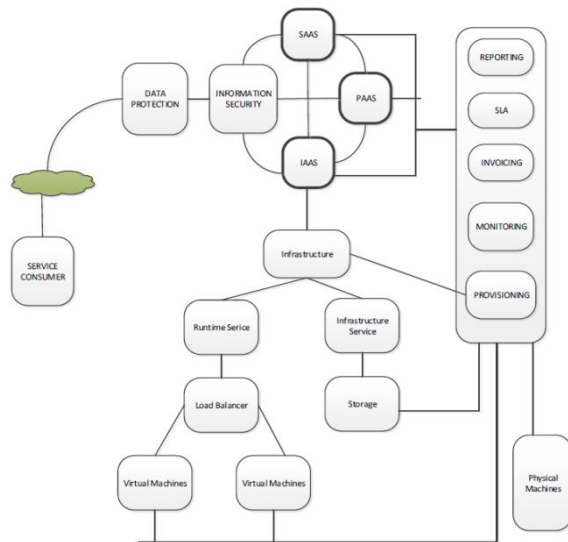 SAAS
REPORTING
DATA
PROTECTION
INFORMATION
SECURITY
PAAS
SLA
IAAS
INVOICING
MONITORING
SERVICE
CONSUMER
Infrastructure
PROVISIONING
Runtime Serice
Infrastructure
Service
Load Balancer
Storage
Virtual Machines
Virtual Machines
Physical
Machines